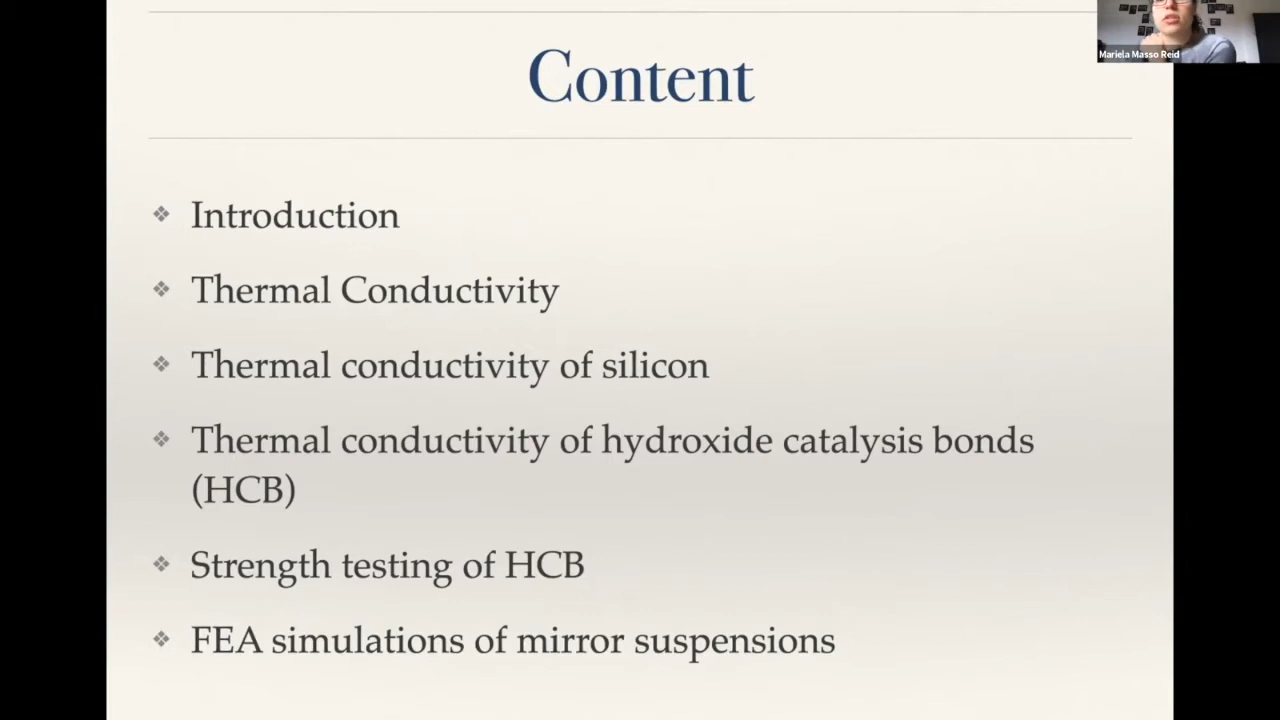 Mariela Masso Reid
Content
Introduction
Thermal Conductivity
Thermal conductivity of silicon
Thermal conductivity of hydroxide catalysis bonds
(HCB)
Strength testing of HCB
FEA simulations of mirror suspensions